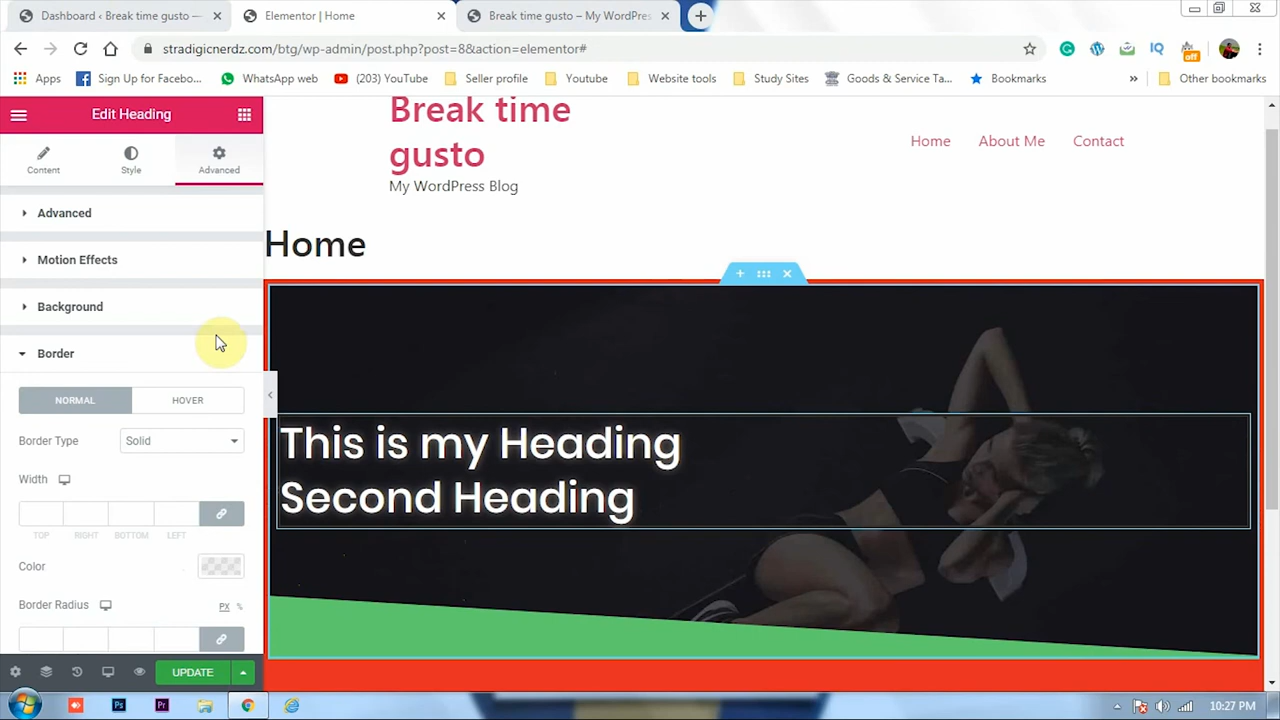 Dashboard ‹ Break time gusto —
Elementor | Home
Break time gusto – My WordPress
stradigicnerdz.com/btg/wp-admin/post.php?post=8&action=elementor#
Apps
Sign Up for Facebo...
WhatsApp web
(203) YouTube
Seller profile
Youtube
Website tools
Study Sites
Goods & Service Ta...
Bookmarks
»
Other bookmarks
off
Edit Heading
Content
Style
Advanced
Advanced
Motion Effects
Background
Border
NORMAL
HOVER
Border Type
Solid
Width
TOP
RIGHT
BOTTOM
LEFT
Color
Border Radius
PX
%
UPDATE
Break time
gusto
My WordPress Blog
Home
About Me
Contact
Home
This is my Heading
Second Heading
Ps
Pr
10:27 PM